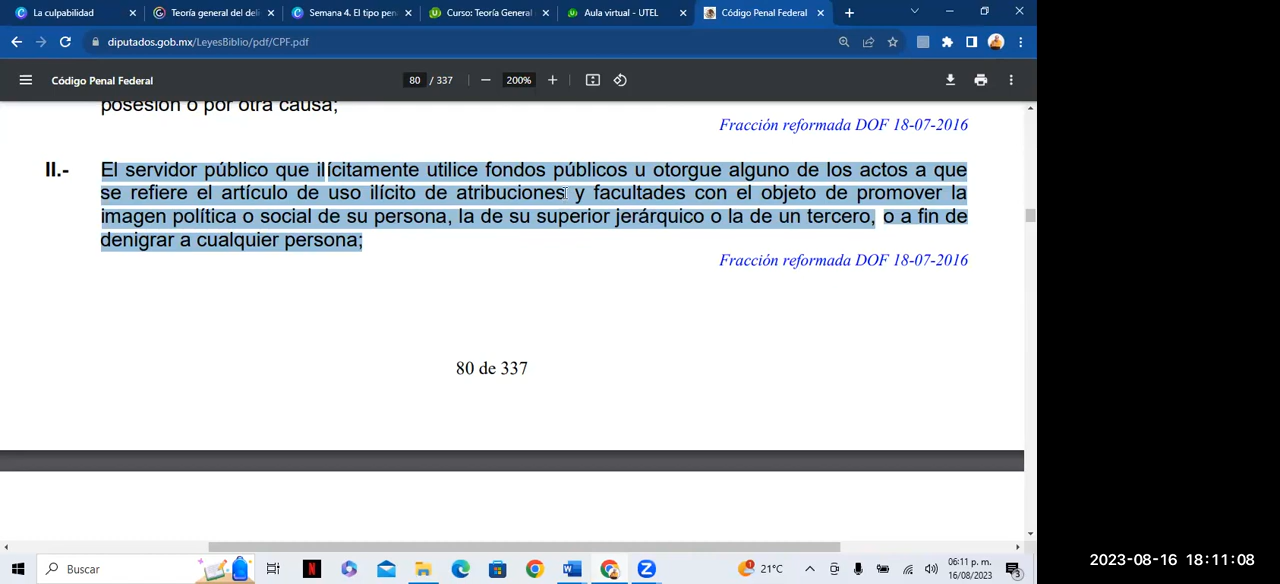 La culpabilidad
Teoría general del deli
Semana 4. El tipo pen
Curso: Teoría General
Aula virtual - UTEL
Código Penal Federal
diputados.gob.mx/LeyesBiblio/pdf/CPF.pdf
Código Penal Federal
80 / 337
200%
posesión o por otra causa;
Fracción reformada DOF 18-07-2016
II.- El servidor público que ilícitamente utilice fondos públicos u otorgue alguno de los actos a que
se refiere el artículo de uso ilícito de atribuciones y facultades con el objeto de promover la
imagen política o social de su persona, la de su superior jerárquico o la de un tercero, o a fin de
denigrar a cualquier persona;
Fracción reformada DOF 18-07-2016
80 de 337
Buscar
21°C
06:11 p. m.
16/08/2023
3
2023-08-16 18:11:08